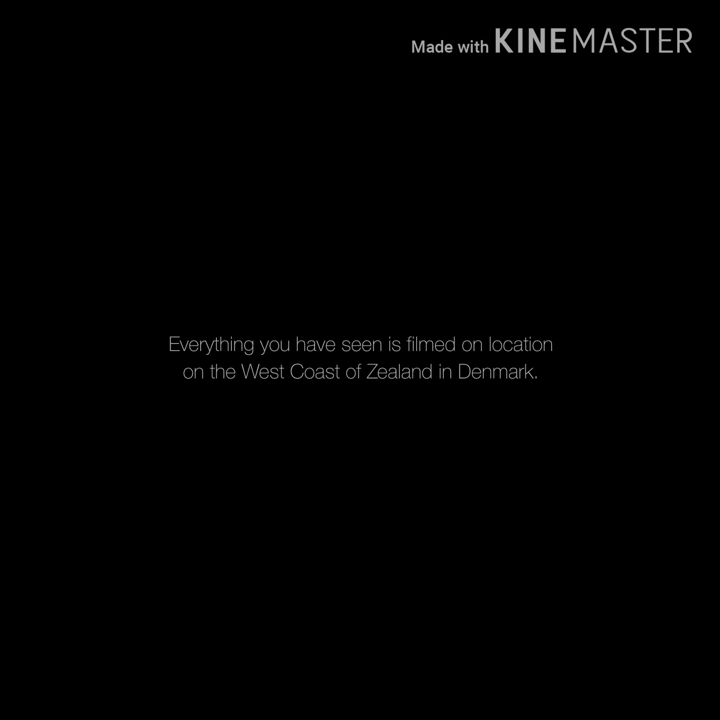 Made with KINEMASTER
Everything you have seen is filmed on location
on the West Coast of Zealand in Denmark.